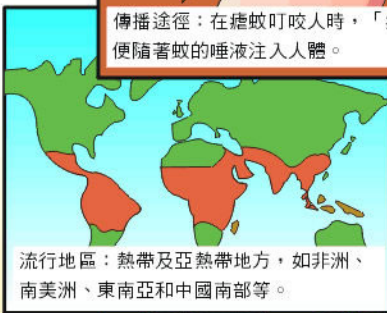 傳播途徑：在瘧蚊叮咬人時，「
便隨著蚊的唾液注入人體。
流行地區：熱帶及亞熱帶地方，如非洲、
南美洲、東南亞和中國南部等。